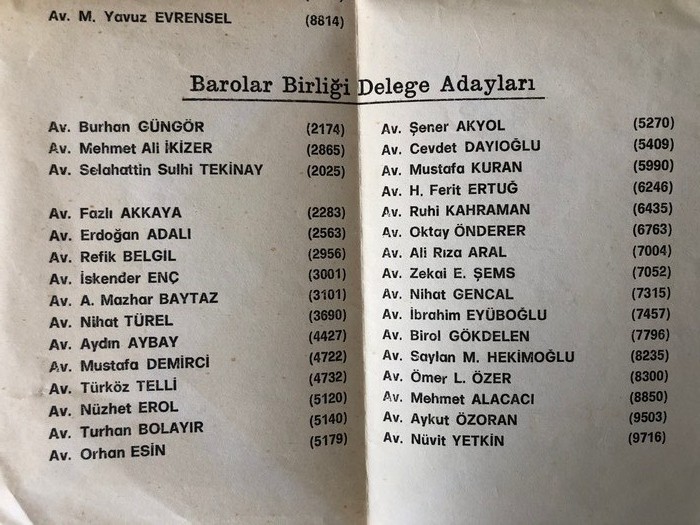 Av. M. Yavuz EVRENSEL (8814)
Barolar Birliği Delege Adayları
Av. Burhan GÜNGÖR (2174)
Av. Mehmet Ali İKİZER (2865)
Av. Selahattin Sulhi TEKINAY (2025)
Av. Fazlı AKKAYA (2283)
Av. Erdoğan ADALI (2563)
Av. Refik BELGIL (2956)
Av. İskender ENÇ (3001)
Av. A. Mazhar BAYTAZ (3101)
Av. Nihat TÜREL (3690)
Av. Aydın AYBAY (4427)
Av. Mustafa DEMİRCİ (4722)
Av. Türköz TELLİ (4732)
Av. Nüzhet EROL (5120)
Av. Turhan BOLAYIR (5140)
Av. Orhan ESİN (5179)
Av. Şener AKYOL (5270)
Av. Cevdet DAYIOĞLU (5409)
Av. Mustafa KURAN (5990)
Av. H. Ferit ERTUĞ (6246)
Av. Ruhi KAHRAMAN (6435)
Av. Oktay ÖNDERER (6763)
Av. Ali Rıza ARAL (7004)
Av. Zekai E. ŞEMS (7052)
Av. Nihat GENCAL (7315)
Av. İbrahim EYÜBOĞLU (7457)
Av. Birol GÖKDELEN (7796)
Av. Saylan M. HEKİMOĞLU (8235)
Av. Ömer L. ÖZER (8300)
Av. Mehmet ALACACI (8850)
Av. Aykut ÖZORAN (9503)
Av. Nüvit YETKİN (9716)